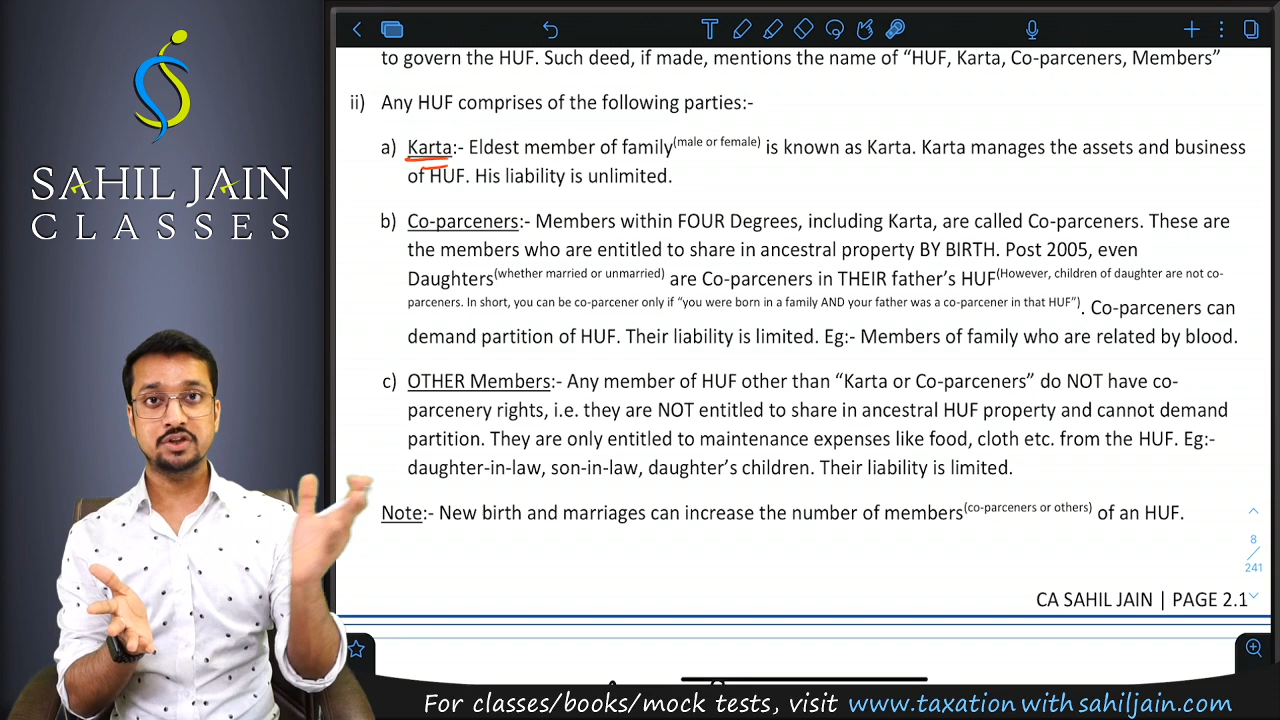 SAHIL JAIN
CLASSES
to govern the HUF. Such deed, if made, mentions the name of “HUF, Karta, Co-parceners, Members”
ii) Any HUF comprises of the following parties:-
a) Karta:- Eldest member of family(male or female) is known as Karta. Karta manages the assets and business
of HUF. His liability is unlimited.
b) Co-parceners:- Members within FOUR Degrees, including Karta, are called Co-parceners. These are
the members who are entitled to share in ancestral property BY BIRTH. Post 2005, even
Daughters(whether married or unmarried) are Co-parceners in THEIR father’s HUF(However, children of daughter are not co-
parceners. In short, you can be co-parcener only if “you were born in a family AND your father was a co-parcener in that HUF”). Co-parceners can
demand partition of HUF. Their liability is limited. Eg:- Members of family who are related by blood.
c) OTHER Members:- Any member of HUF other than “Karta or Co-parceners” do NOT have co-
parcenery rights, i.e. they are NOT entitled to share in ancestral HUF property and cannot demand
partition. They are only entitled to maintenance expenses like food, cloth etc. from the HUF. Eg:-
daughter-in-law, son-in-law, daughter’s children. Their liability is limited.
Note:- New birth and marriages can increase the number of members(co-parceners or others) of an HUF.
8
241
CA SAHIL JAIN | PAGE 2.1
For classes/books/mock tests, visit www.taxationwithsahiljain.com